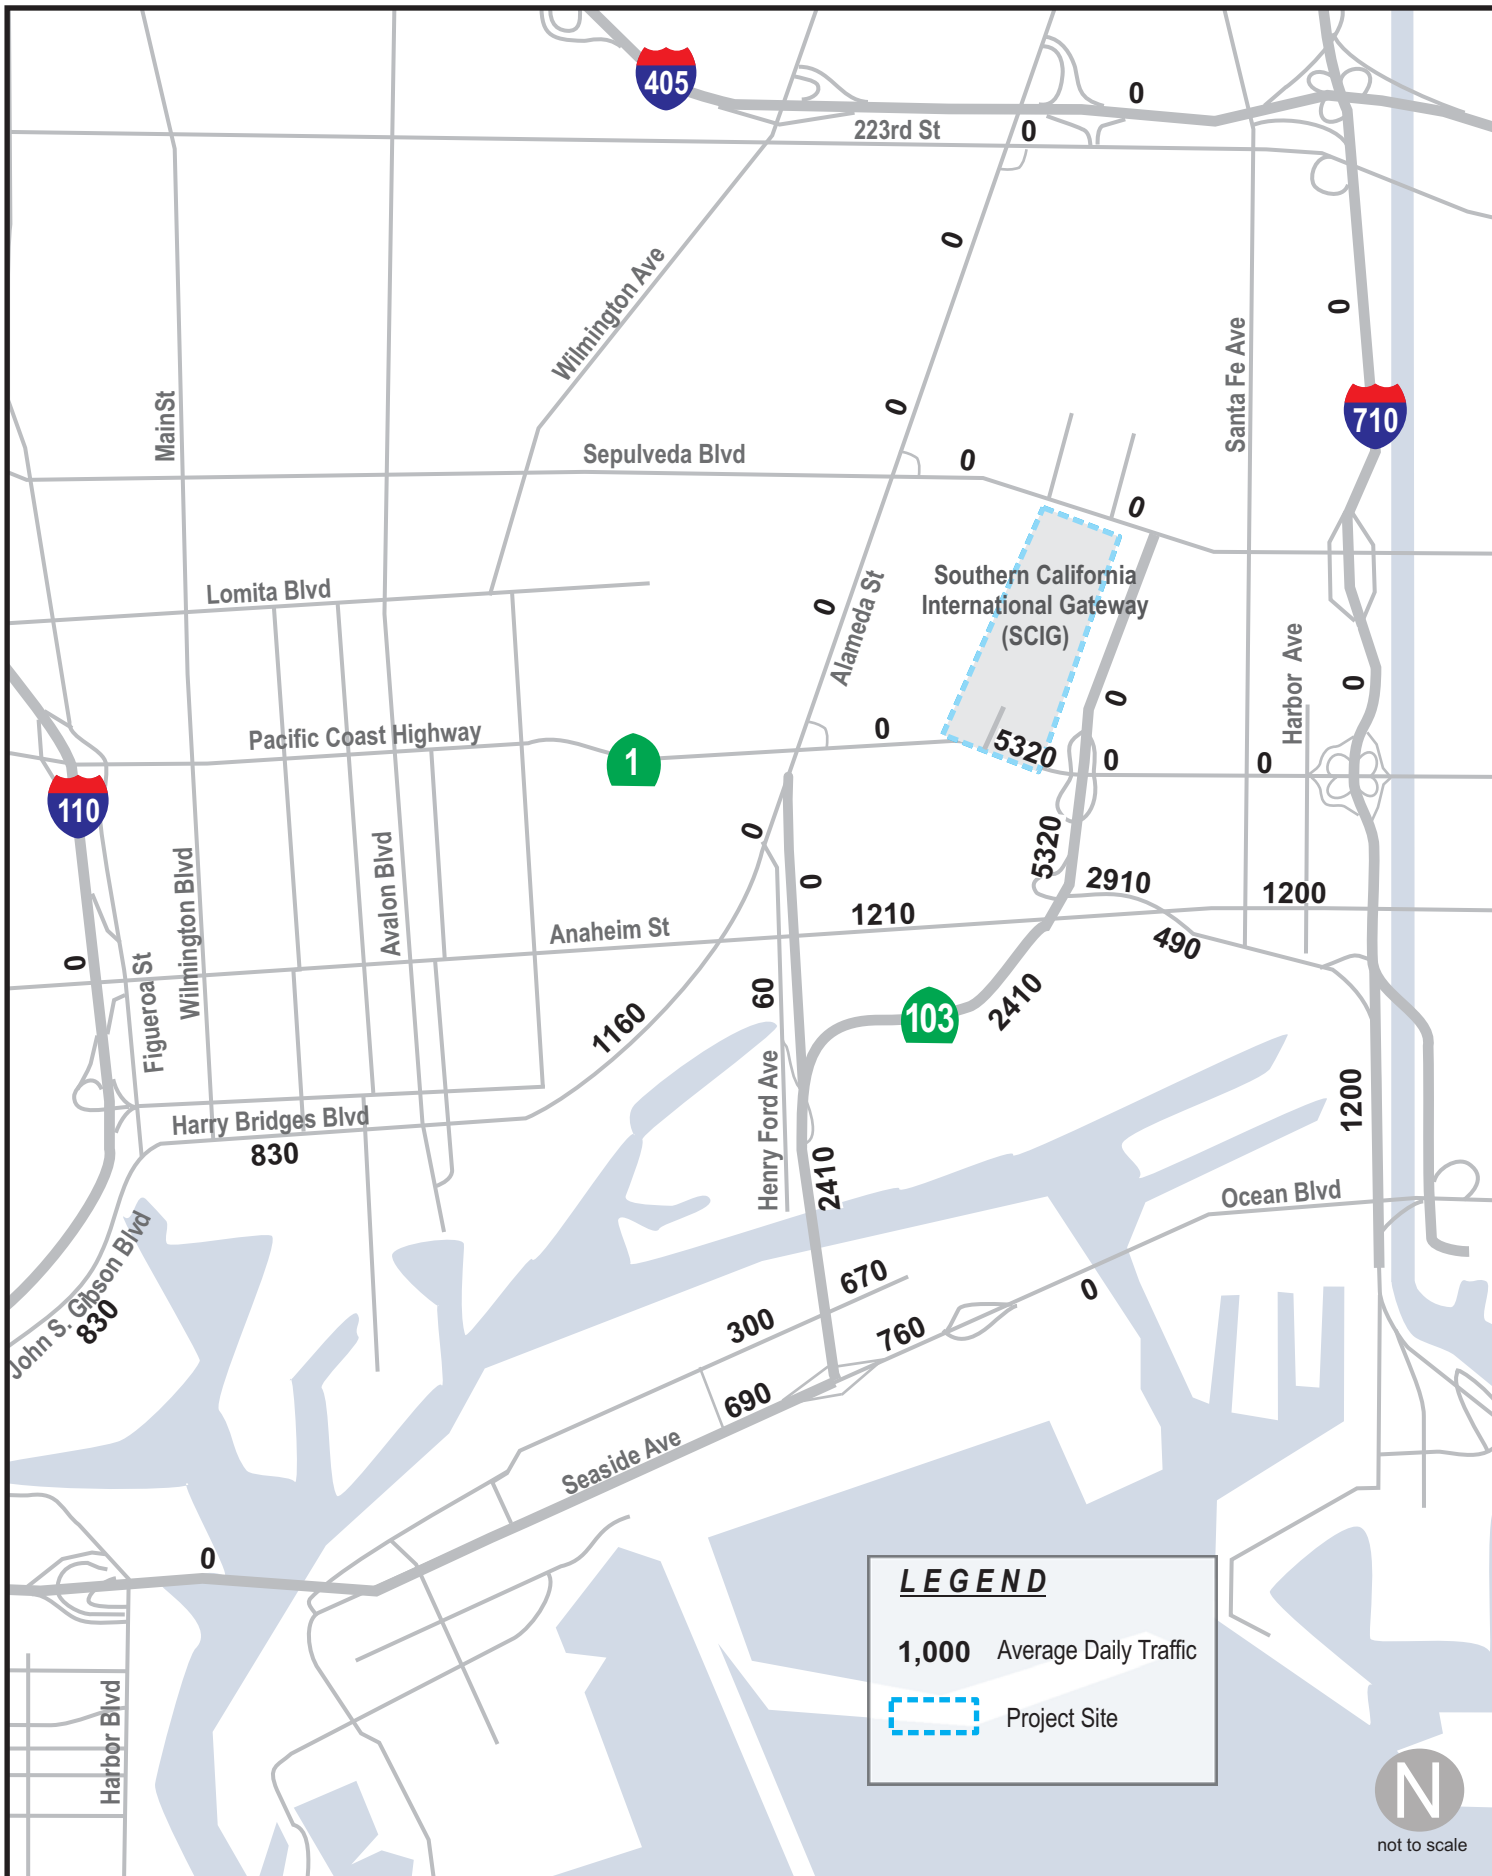 405
0
223rd St
0
0
Wilmington Ave
0
Santa Fe Ave
MainSt
0
710
Sepulveda Blvd
0
0
Southern California
International Gateway
(SCIG)
Lomita Blvd
0
Alameda St
Harbor Ave
0
0
Pacific Coast Highway
0
5320
0
0
1
110
0
5320
0
2910
1200
Wilmington Blvd
Avalon Blvd
1210
Anaheim St
490
0
Figueroa St
60
2410
103
1160
Henry Ford Ave
1200
Harry Bridges Blvd
830
2410
Ocean Blvd
John S. Gibson Blvd
830
670
0
300
760
690
Seaside Ave
0
LEGEND
1,000 Average Daily Traffic
Project Site
Harbor Blvd
N
not to scale